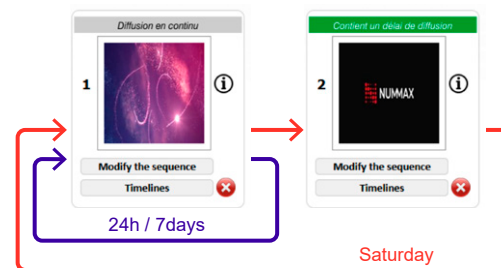 Diffusion en continu
1
Modify the sequence
Timelines
24h / 7days
Contient un délai de diffusion
2
NUMMAX
Modify the sequence
Timelines
Saturday